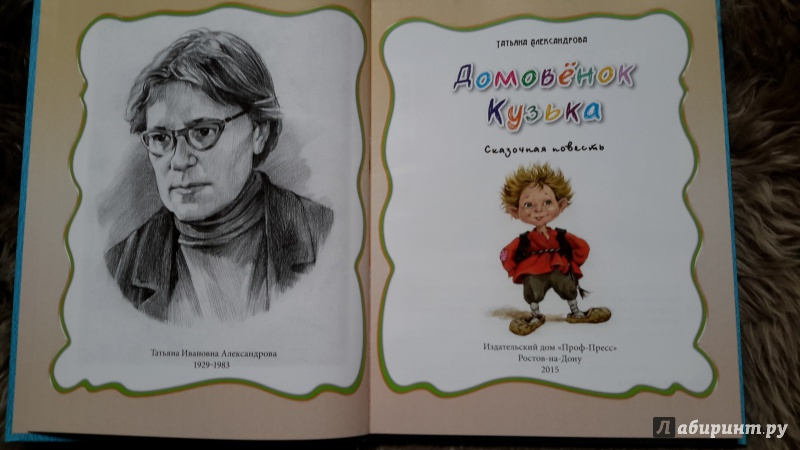 Татьяна Ивановна Александрова
1929-1983
Татьяна Александрова
Домовёнок
Кузька
Сказочная повесть
Издательский дом «Проф-Пресс»
Ростов-на-Дону
2015
Лабиринт.ру